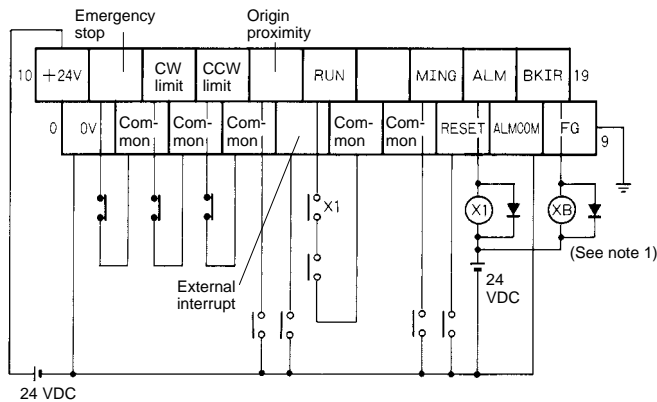 Emergency stop
Origin proximity
10 +24V CW limit CCW limit RUN MING ALM BKIR 19
0 0V Com-mon Com-mon Com-mon Com-mon Com-mon RESET ALMCOM FG 9
X1
X1 XB
(See note 1)
External interrupt
24 VDC
24 VDC